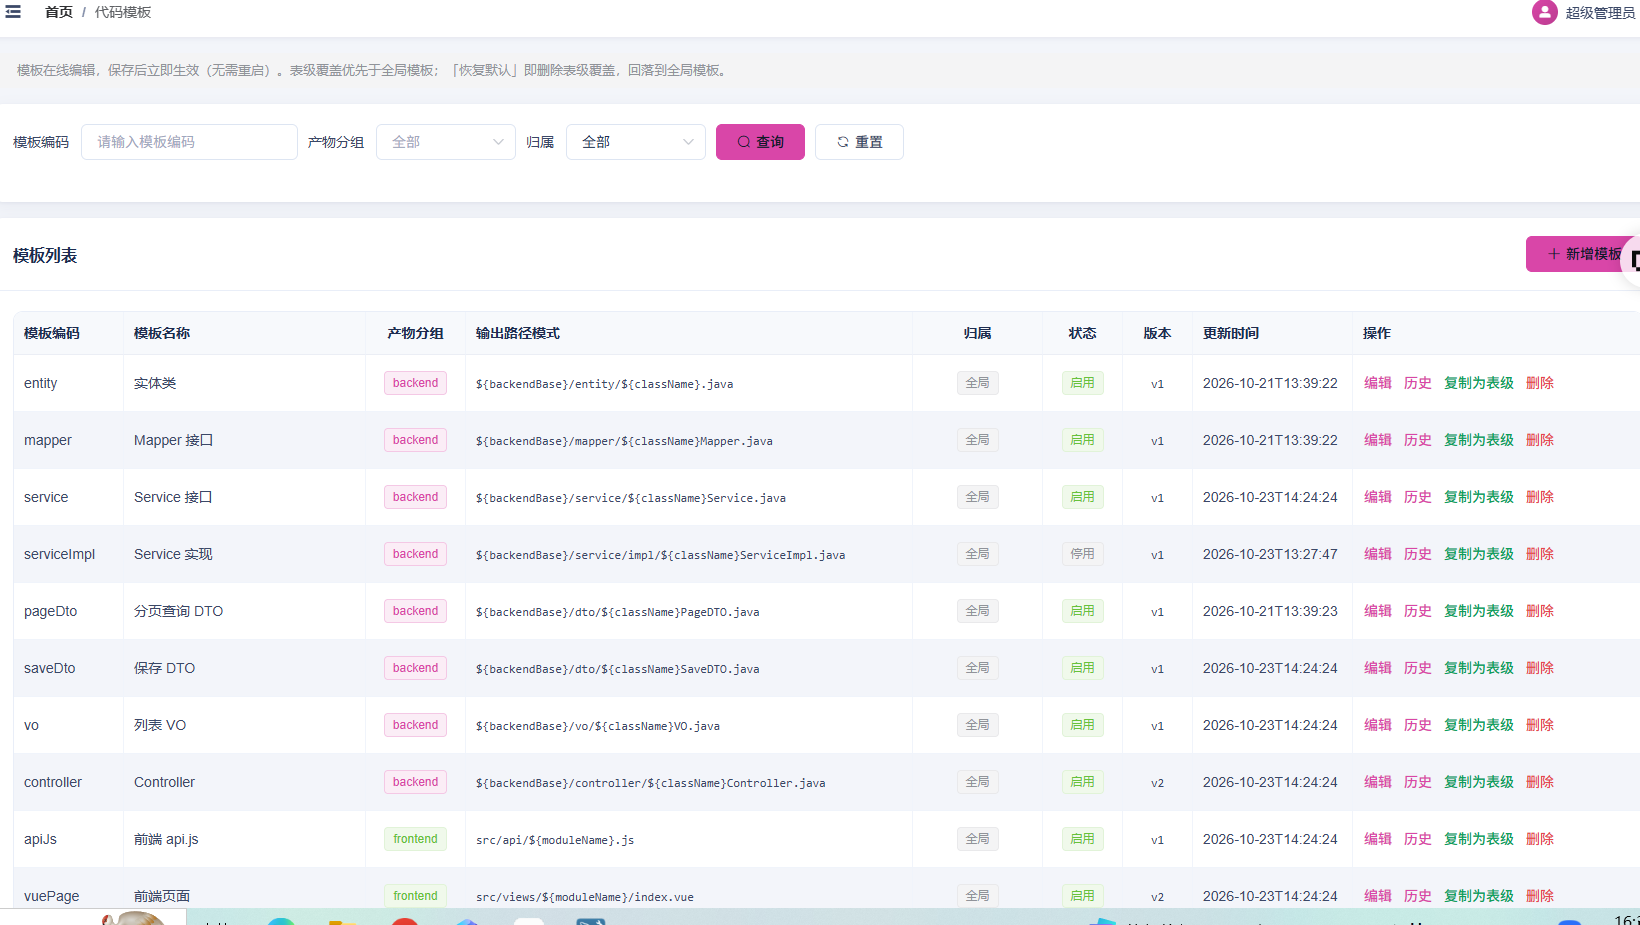 首页 / 代码模板
超级管理员
模板在线编辑，保存后立即生效（无需重启）。表级覆盖优先于全局模板；「恢复默认」即删除表级覆盖，回落到全局模板。
模板编码 请输入模板编码 产物分组 全部 归属 全部 查询 重置
模板列表
+ 新增模板
模板编码 模板名称 产物分组 输出路径模式 归属 状态 版本 更新时间 操作
entity 实体类 backend ${backendBase}/entity/${className}.java 全局 启用 v1 2026-10-21T13:39:22 编辑 历史 复制为表级 删除
mapper Mapper 接口 backend ${backendBase}/mapper/${className}Mapper.java 全局 启用 v1 2026-10-21T13:39:22 编辑 历史 复制为表级 删除
service Service 接口 backend ${backendBase}/service/${className}Service.java 全局 启用 v1 2026-10-23T14:24:24 编辑 历史 复制为表级 删除
serviceImpl Service 实现 backend ${backendBase}/service/impl/${className}ServiceImpl.java 全局 停用 v1 2026-10-23T13:27:47 编辑 历史 复制为表级 删除
pageDto 分页查询 DTO backend ${backendBase}/dto/${className}PageDTO.java 全局 启用 v1 2026-10-21T13:39:23 编辑 历史 复制为表级 删除
saveDto 保存 DTO backend ${backendBase}/dto/${className}SaveDTO.java 全局 启用 v1 2026-10-23T14:24:24 编辑 历史 复制为表级 删除
vo 列表 VO backend ${backendBase}/vo/${className}VO.java 全局 启用 v1 2026-10-23T14:24:24 编辑 历史 复制为表级 删除
controller Controller backend ${backendBase}/controller/${className}Controller.java 全局 启用 v2 2026-10-23T14:24:24 编辑 历史 复制为表级 删除
apiJs 前端 api.js frontend src/api/${moduleName}.js 全局 启用 v1 2026-10-23T14:24:24 编辑 历史 复制为表级 删除
vuePage 前端页面 frontend src/views/${moduleName}/index.vue 全局 启用 v2 2026-10-23T14:24:24 编辑 历史 复制为表级 删除